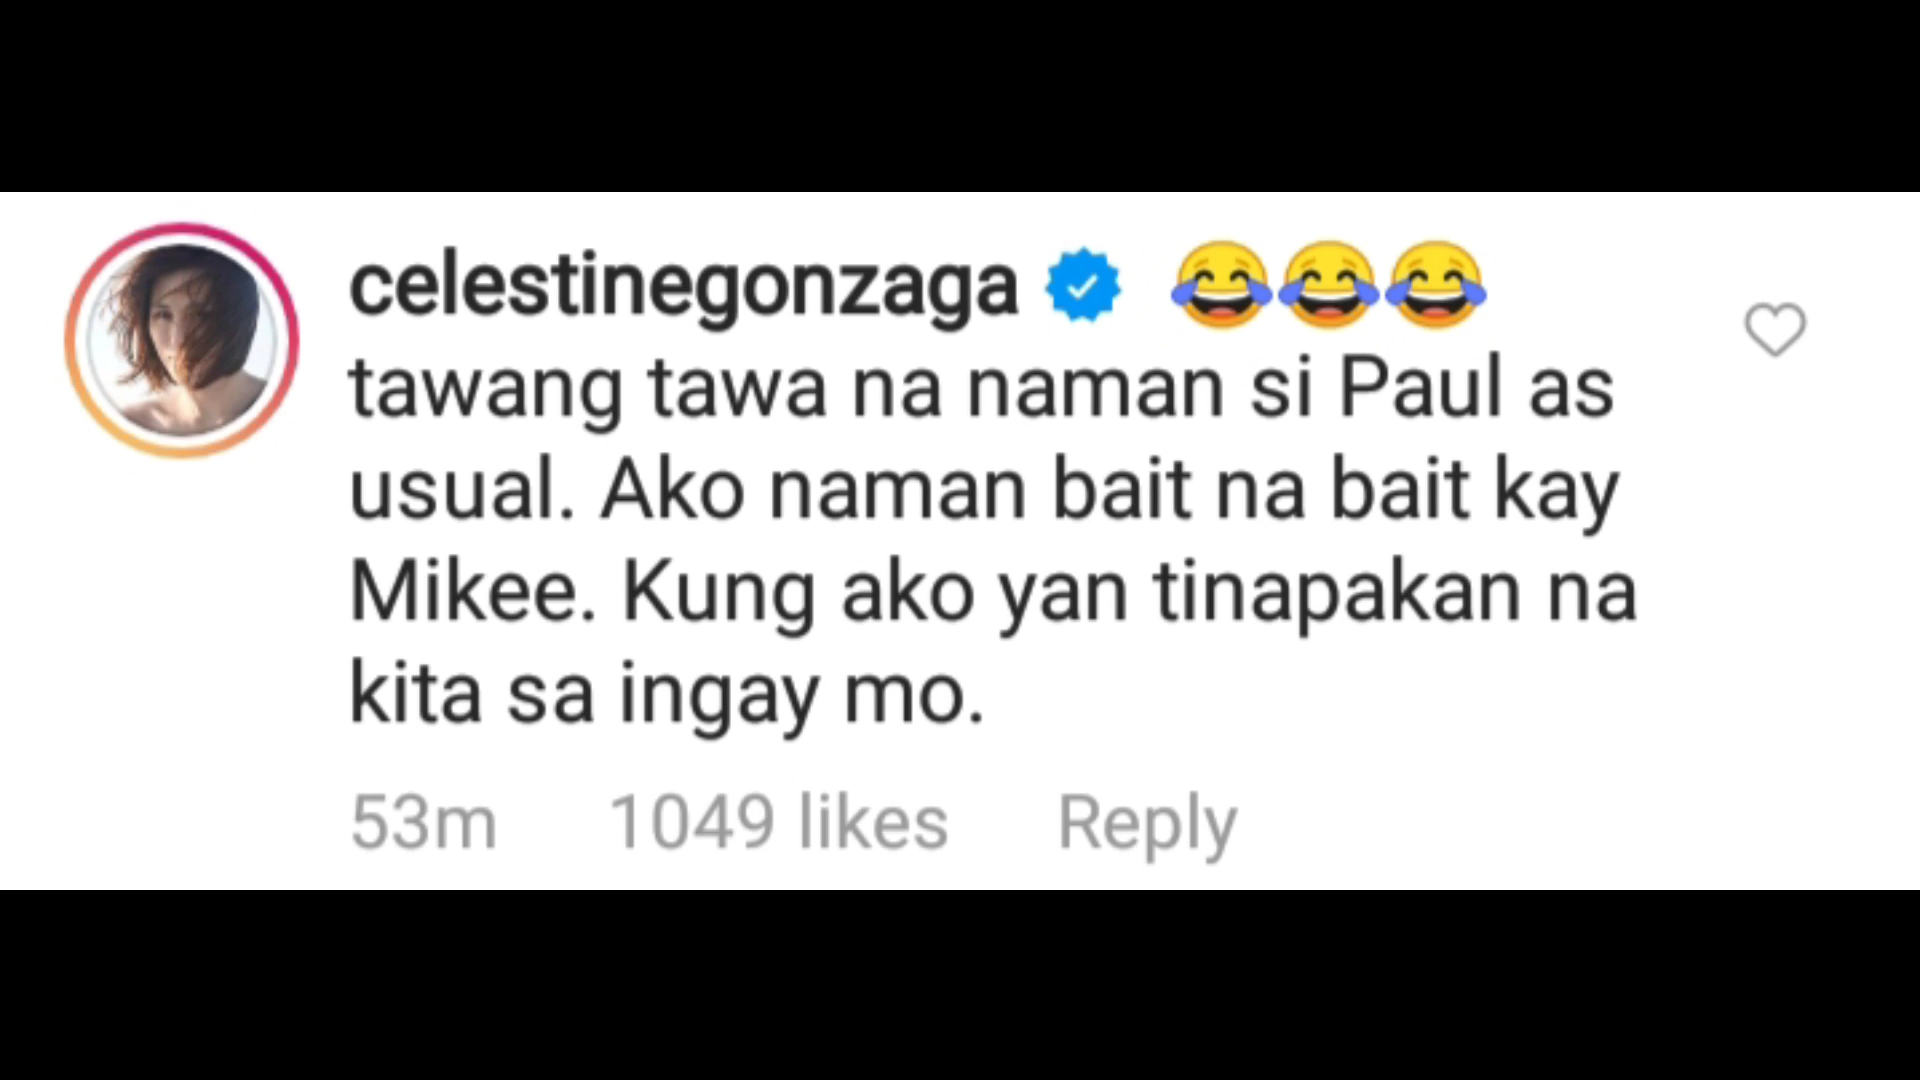 celestinegonzaga 😂😂😂
tawang tawa na naman si Paul as
usual. Ako naman bait na bait kay
Mikee. Kung ako yan tinapakan na
kita sa ingay mo.
53m 1049 likes Reply